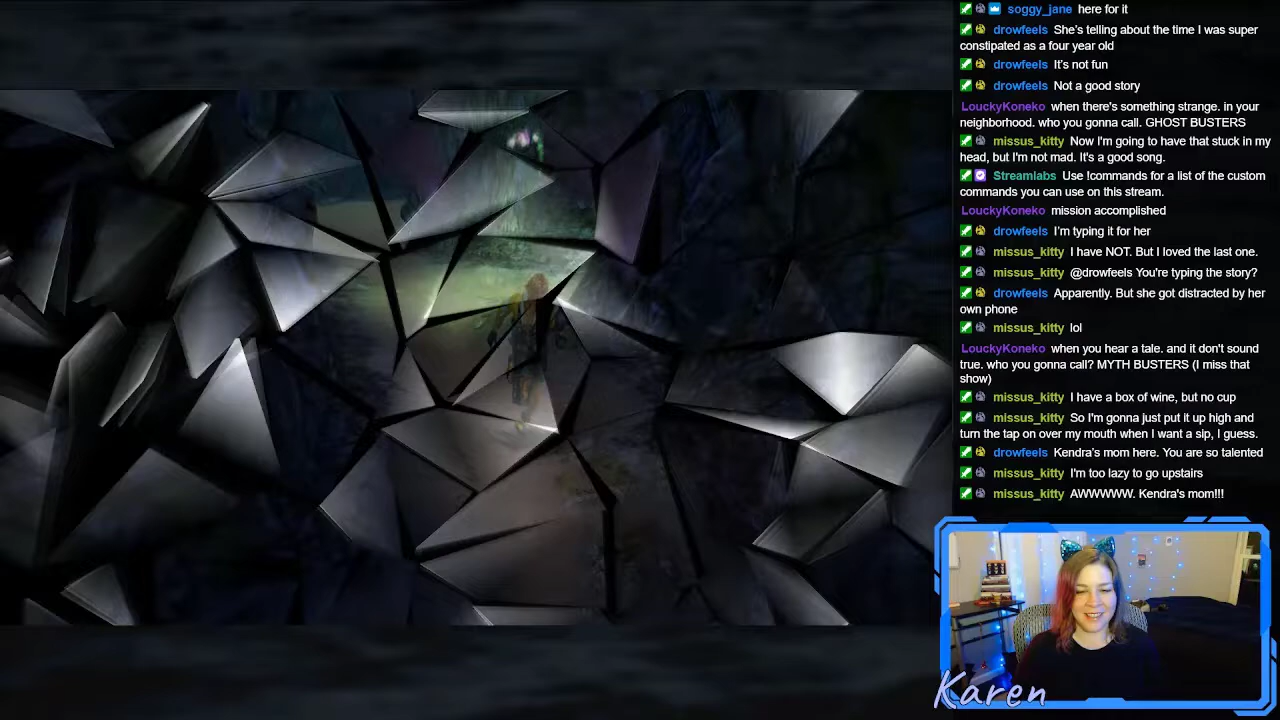 soggy_jane here for it
drowfeels She's telling about the time I was super
constipated as a four year old
drowfeels It's not fun
drowfeels Not a good story
LouckyKoneko when there's something strange. in your
neighborhood. who you gonna call. GHOST BUSTERS
missus_kitty Now I'm going to have that stuck in my
head, but I'm not mad. It's a good song.
Streamlabs Use !commands for a list of the custom
commands you can use on this stream.
LouckyKoneko mission accomplished
drowfeels I'm typing it for her
missus_kitty I have NOT. But I loved the last one.
missus_kitty @drowfeels You're typing the story?
drowfeels Apparently. But she got distracted by her
own phone
missus_kitty lol
LouckyKoneko when you hear a tale. and it don't sound
true. who you gonna call? MYTH BUSTERS (I miss that
show)
missus_kitty I have a box of wine, but no cup
missus_kitty So I'm gonna just put it up high and
turn the tap on over my mouth when I want a sip, I guess.
drowfeels Kendra's mom here. You are so talented
missus_kitty I'm too lazy to go upstairs
missus_kitty AWWWWW. Kendra's mom!!!
Karen